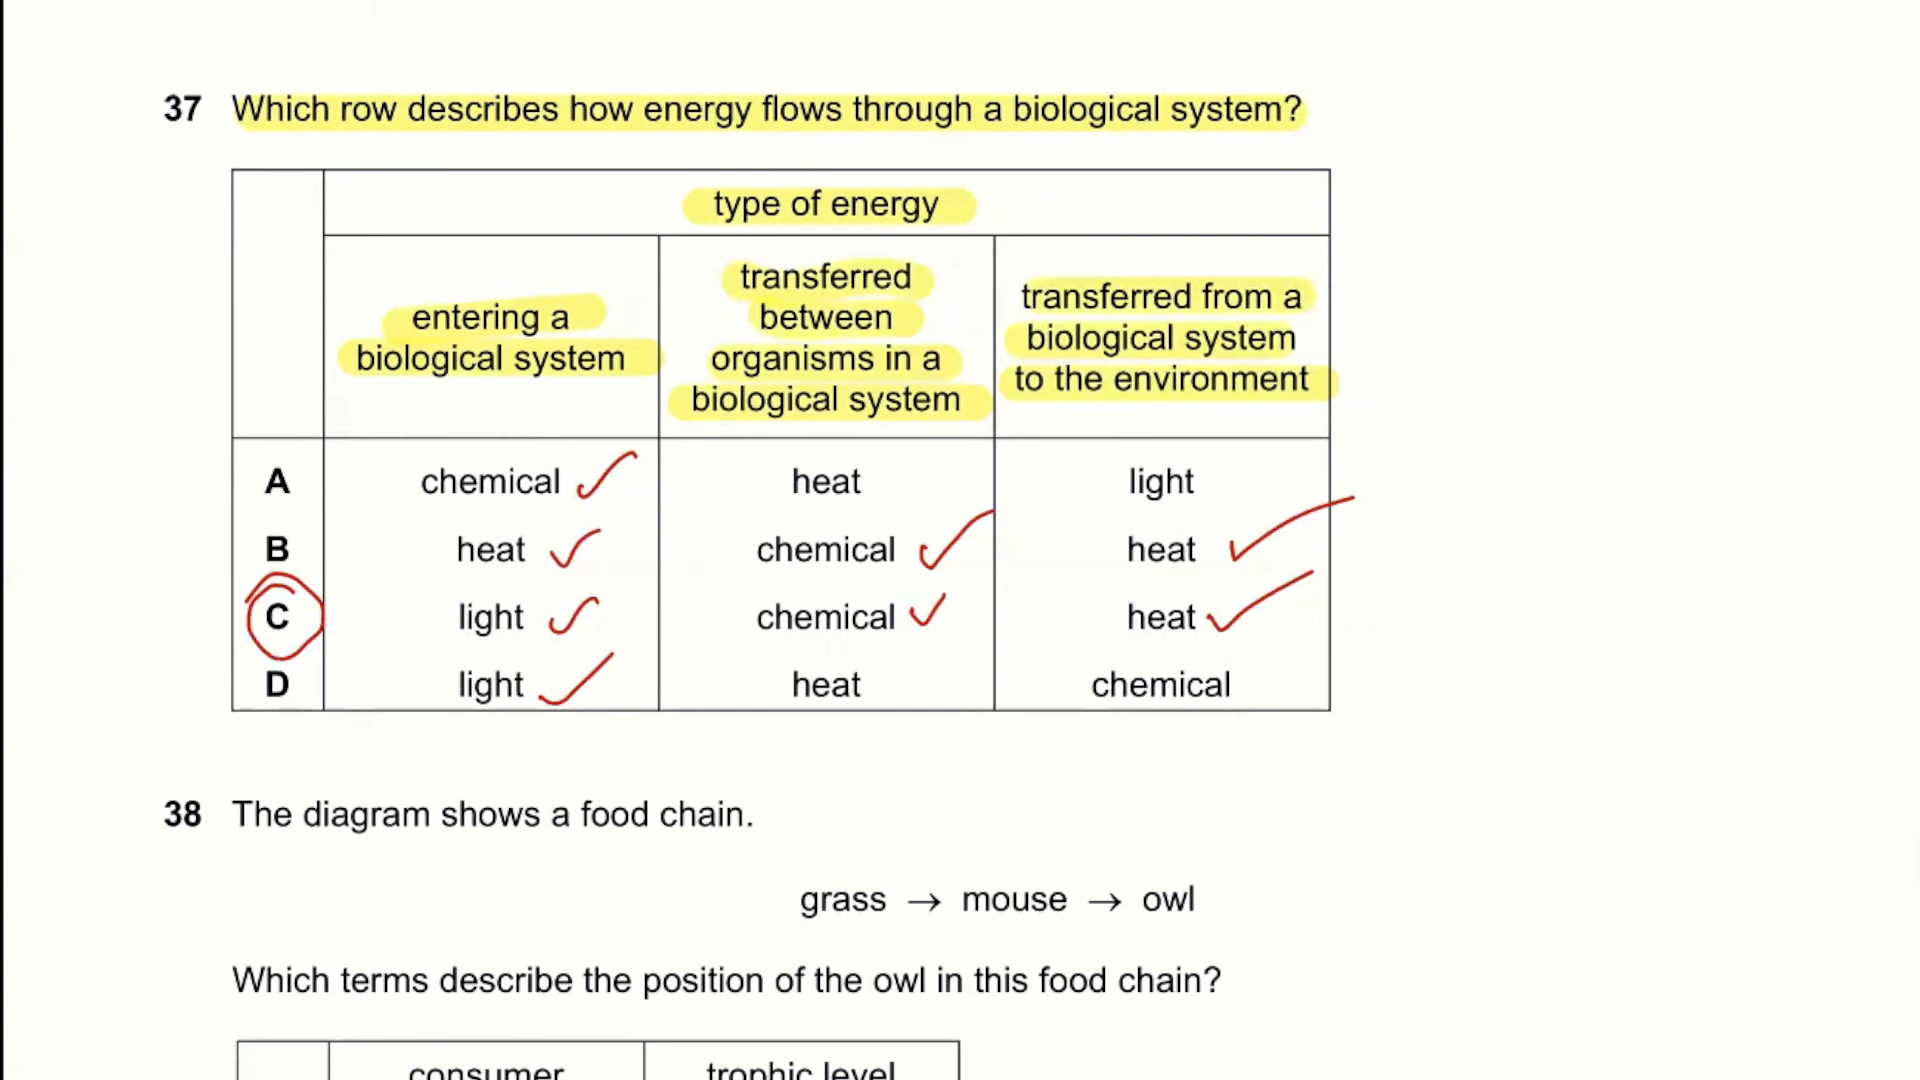 37 Which row describes how energy flows through a biological system?
type of energy
entering a
biological system
transferred
between
organisms in a
biological system
transferred from a
biological system
to the environment
A chemical heat light
B heat chemical heat
C light chemical heat
D light heat chemical
38 The diagram shows a food chain.
grass → mouse → owl
Which terms describe the position of the owl in this food chain?
consumer trophic level